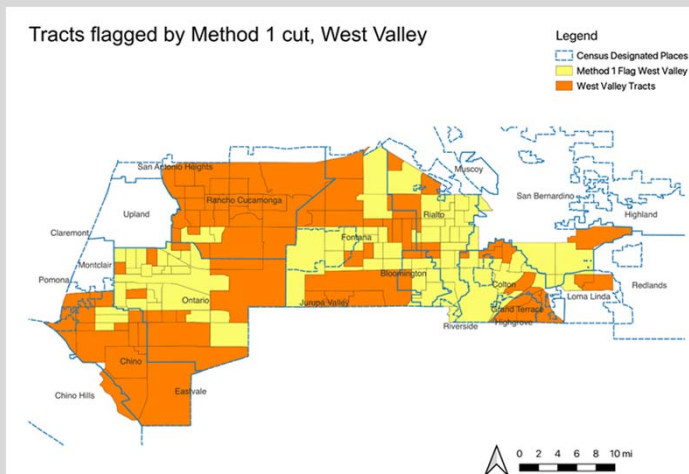 Tracts flagged by Method 1 cut, West Valley
Legend
Census Designated Places
Method 1 Flag West Valley
West Valley Tracts
San Antonio Heights
Muscoy
Rancho Cucamonga
San Bernardino
Upland
Rialto
Highland
Claremont
Fontana
Montclair
Bloomington
Pomona
Colton
Redlands
Ontario
Jurupa Valley
Loma Linda
Grand Terrace
Riverside
Highgrove
Chino
Chino Hills
Eastvale
0 2 4 6 8 10 mi